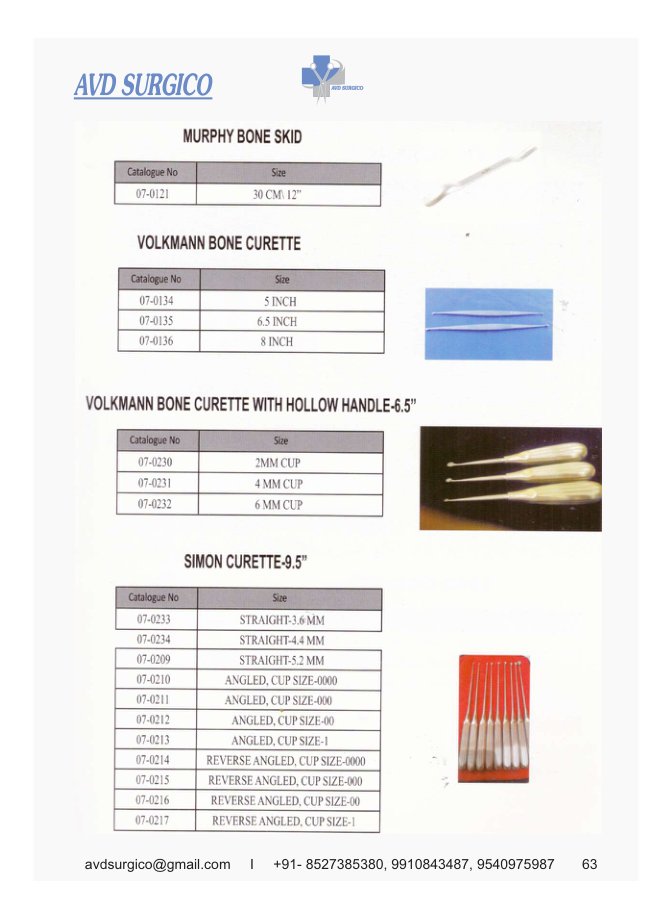 AVD SURGICO
AVD SURGICO
MURPHY BONE SKID
Catalogue No Size
07-0121 30 CM\ 12”
VOLKMANN BONE CURETTE
Catalogue No Size
07-0134 5 INCH
07-0135 6.5 INCH
07-0136 8 INCH
VOLKMANN BONE CURETTE WITH HOLLOW HANDLE-6.5”
Catalogue No Size
07-0230 2MM CUP
07-0231 4 MM CUP
07-0232 6 MM CUP
SIMON CURETTE-9.5”
Catalogue No Size
07-0233 STRAIGHT-3.6 MM
07-0234 STRAIGHT-4.4 MM
07-0209 STRAIGHT-5.2 MM
07-0210 ANGLED, CUP SIZE-0000
07-0211 ANGLED, CUP SIZE-000
07-0212 ANGLED, CUP SIZE-00
07-0213 ANGLED, CUP SIZE-1
07-0214 REVERSE ANGLED, CUP SIZE-0000
07-0215 REVERSE ANGLED, CUP SIZE-000
07-0216 REVERSE ANGLED, CUP SIZE-00
07-0217 REVERSE ANGLED, CUP SIZE-1
avdsurgico@gmail.com I +91- 8527385380, 9910843487, 9540975987 63